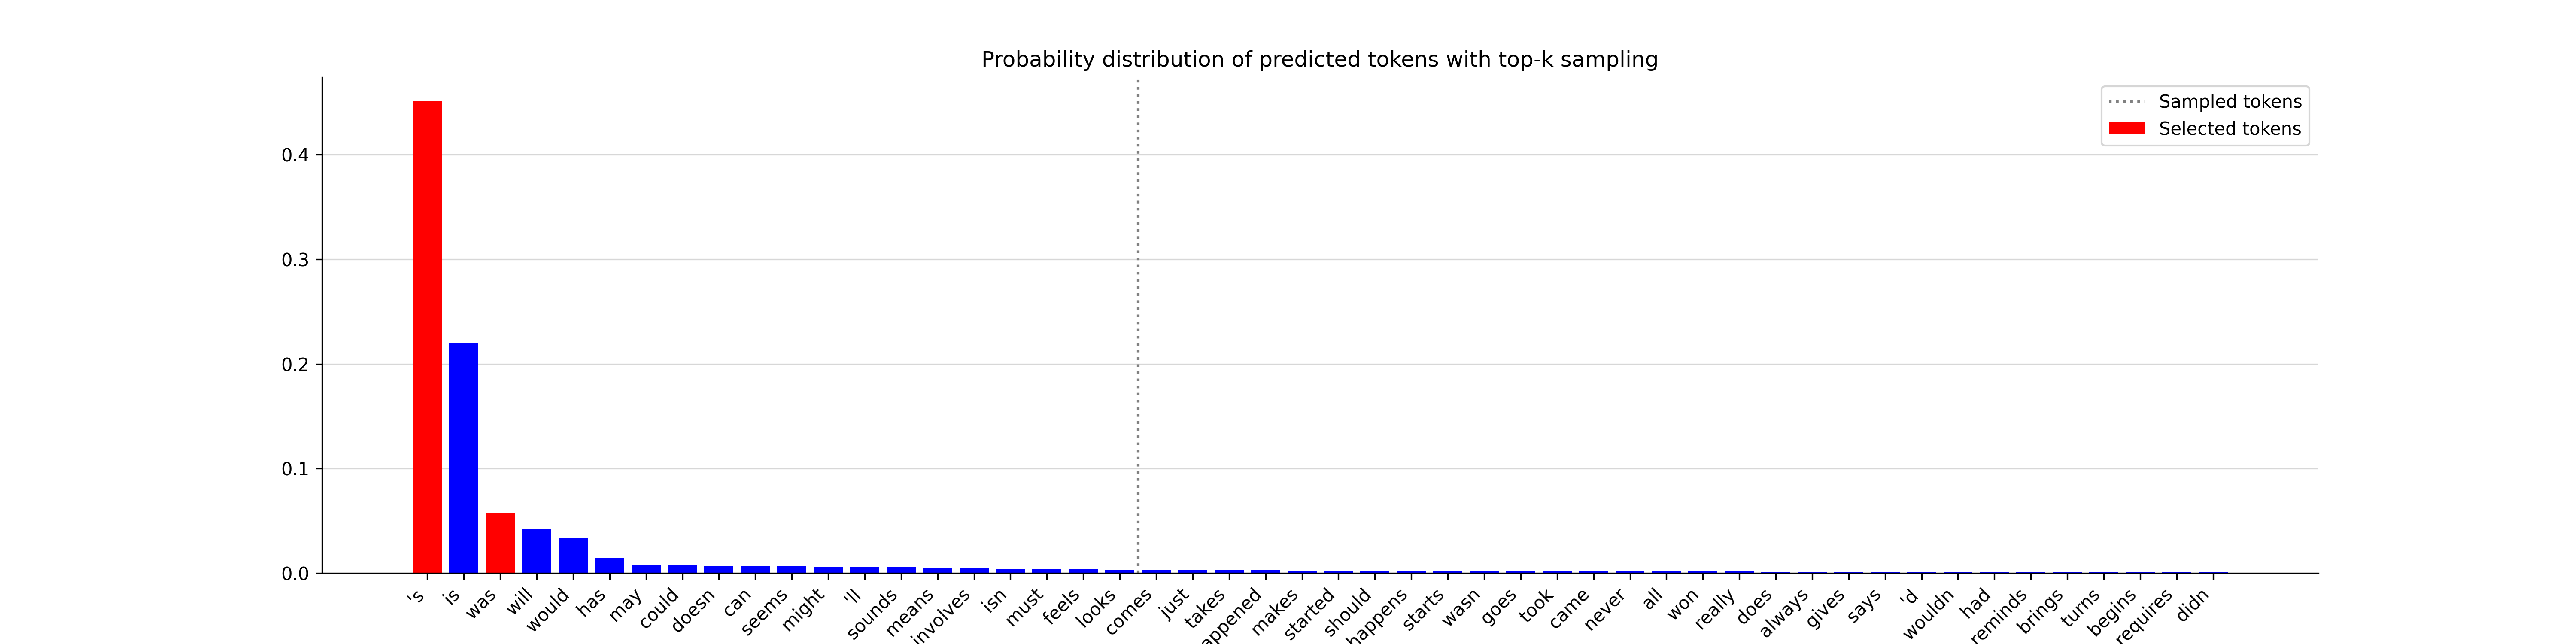 Probability distribution of predicted tokens with top-k sampling
Sampled tokens
Selected tokens
0.4
0.3
0.2
0.1
0.0
's
is
was
will
would
has
may
could
doesn
can
seems
might
'll
sounds
means
involves
isn
must
feels
looks
comes
just
takes
appened
makes
started
should
happens
starts
wasn
goes
took
came
never
all
won
really
does
always
gives
says
'd
wouldn
had
reminds
brings
turns
begins
requires
didn